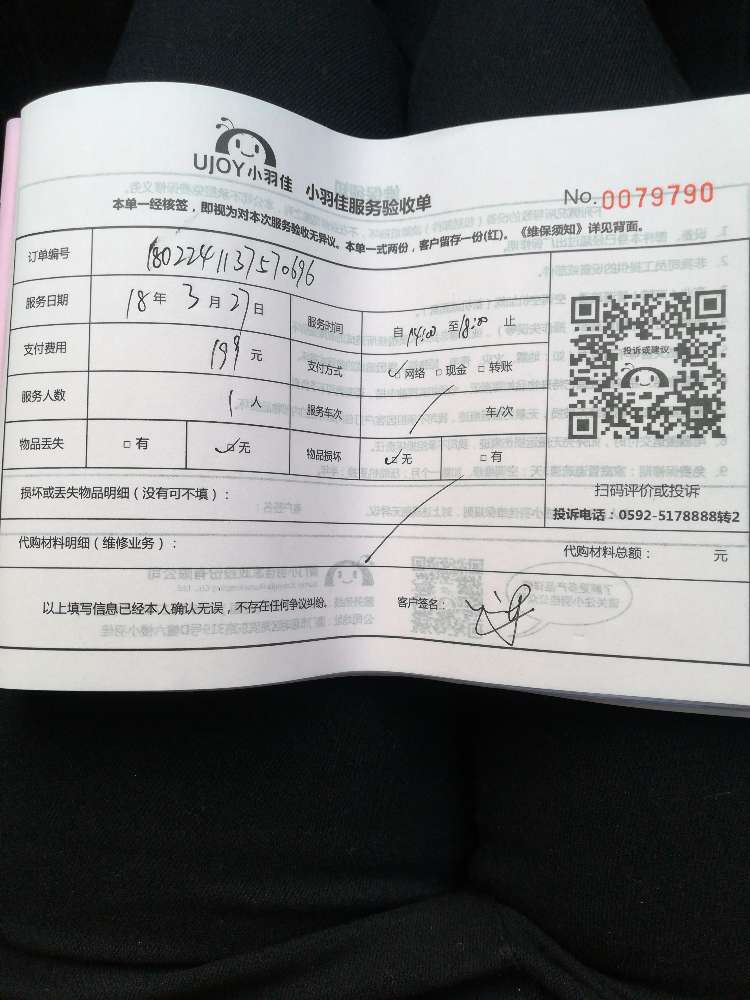 UJOY小羽佳 小羽佳服务验收单 No.0079790
本单一经核签，即视为对本次服务验收无异议。本单一式两份，客户留存一份(红)。《维保须知》详见背面。
订单编号 1802241137570696
服务日期 18年3月27日 服务时间 自14:00至18:00止
支付费用 199元 支付方式 ☑网络 □现金 □转账
服务人数 1人 服务车次 车/次
物品丢失 □有 ☑无 物品损坏 ☑无 □有
投诉或建议
扫码评价或投诉
投诉电话：0592-5178888转2
损坏或丢失物品明细（没有可不填）：
代购材料明细（维修业务）： 代购材料总额： 元
以上填写信息已经本人确认无误，不存在任何争议纠纷。 客户签名：